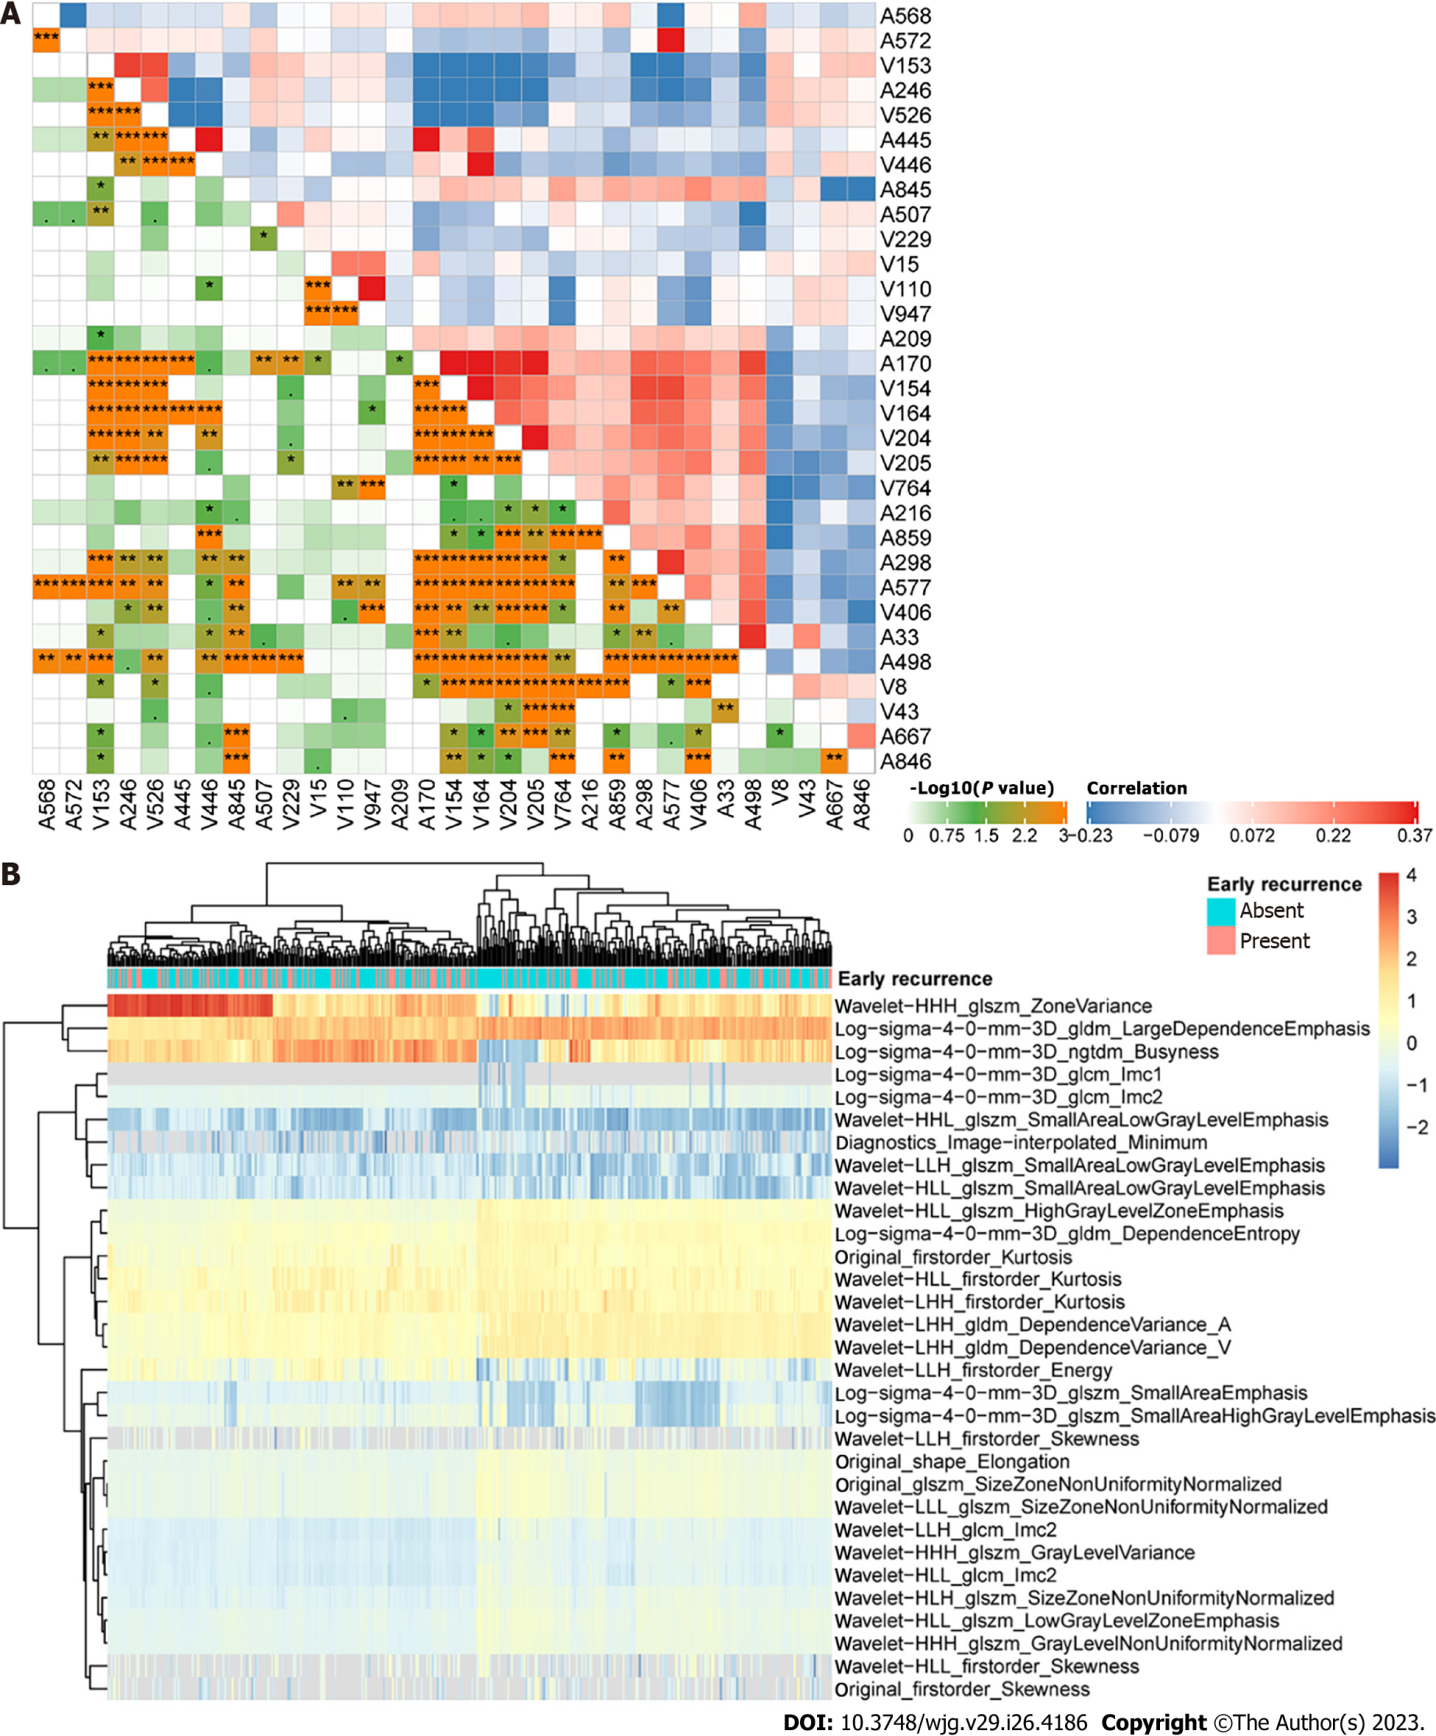 A
A568
A572
V153
A246
V526
A445
V446
A845
A507
V229
V15
V110
V947
A209
A170
V154
V164
V204
V205
V764
A216
A859
A298
A577
V406
A33
A498
V8
V43
A667
A846
A568 A572 V153 A246 V526 A445 V446 A845 A507 V229 V15 V110 V947 A209 A170 V154 V164 V204 V205 V764 A216 A859 A298 A577 V406 A33 A498 V8 V43 A667 A846
-Log10(P value)
0 0.75 1.5 2.2 3
Correlation
−0.23 −0.079 0.072 0.22 0.37
B
Early recurrence
Absent
Present
4
3
2
1
0
−1
−2
Early recurrence
Wavelet−HHH_glszm_ZoneVariance
Log−sigma−4−0−mm−3D_gldm_LargeDependenceEmphasis
Log−sigma−4−0−mm−3D_ngtdm_Busyness
Log−sigma−4−0−mm−3D_glcm_Imc1
Log−sigma−4−0−mm−3D_glcm_Imc2
Wavelet−HHL_glszm_SmallAreaLowGrayLevelEmphasis
Diagnostics_Image−interpolated_Minimum
Wavelet−LLH_glszm_SmallAreaLowGrayLevelEmphasis
Wavelet−HLL_glszm_SmallAreaLowGrayLevelEmphasis
Wavelet−HLL_glszm_HighGrayLevelZoneEmphasis
Log−sigma−4−0−mm−3D_gldm_DependenceEntropy
Original_firstorder_Kurtosis
Wavelet−HLL_firstorder_Kurtosis
Wavelet−LHH_firstorder_Kurtosis
Wavelet−LHH_gldm_DependenceVariance_A
Wavelet−LHH_gldm_DependenceVariance_V
Wavelet−LLH_firstorder_Energy
Log−sigma−4−0−mm−3D_glszm_SmallAreaEmphasis
Log−sigma−4−0−mm−3D_glszm_SmallAreaHighGrayLevelEmphasis
Wavelet−LLH_firstorder_Skewness
Original_shape_Elongation
Original_glszm_SizeZoneNonUniformityNormalized
Wavelet−LLL_glszm_SizeZoneNonUniformityNormalized
Wavelet−LLH_glcm_Imc2
Wavelet−HHH_glszm_GrayLevelVariance
Wavelet−HLL_glcm_Imc2
Wavelet−HLH_glszm_SizeZoneNonUniformityNormalized
Wavelet−HLL_glszm_LowGrayLevelZoneEmphasis
Wavelet−HHH_glszm_GrayLevelNonUniformityNormalized
Wavelet−HLL_firstorder_Skewness
Original_firstorder_Skewness
DOI: 10.3748/wjg.v29.i26.4186 Copyright ©The Author(s) 2023.